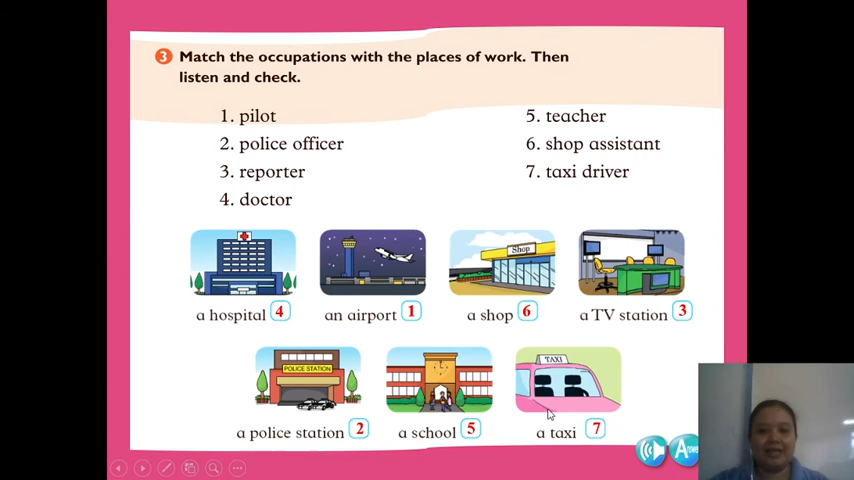 3 Match the occupations with the places of work. Then
listen and check.
1. pilot
2. police officer
3. reporter
4. doctor
5. teacher
6. shop assistant
7. taxi driver
Shop
a hospital 4
an airport 1
a shop 6
a TV station 3
POLICE STATION
TAXI
a police station 2
a school 5
a taxi 7